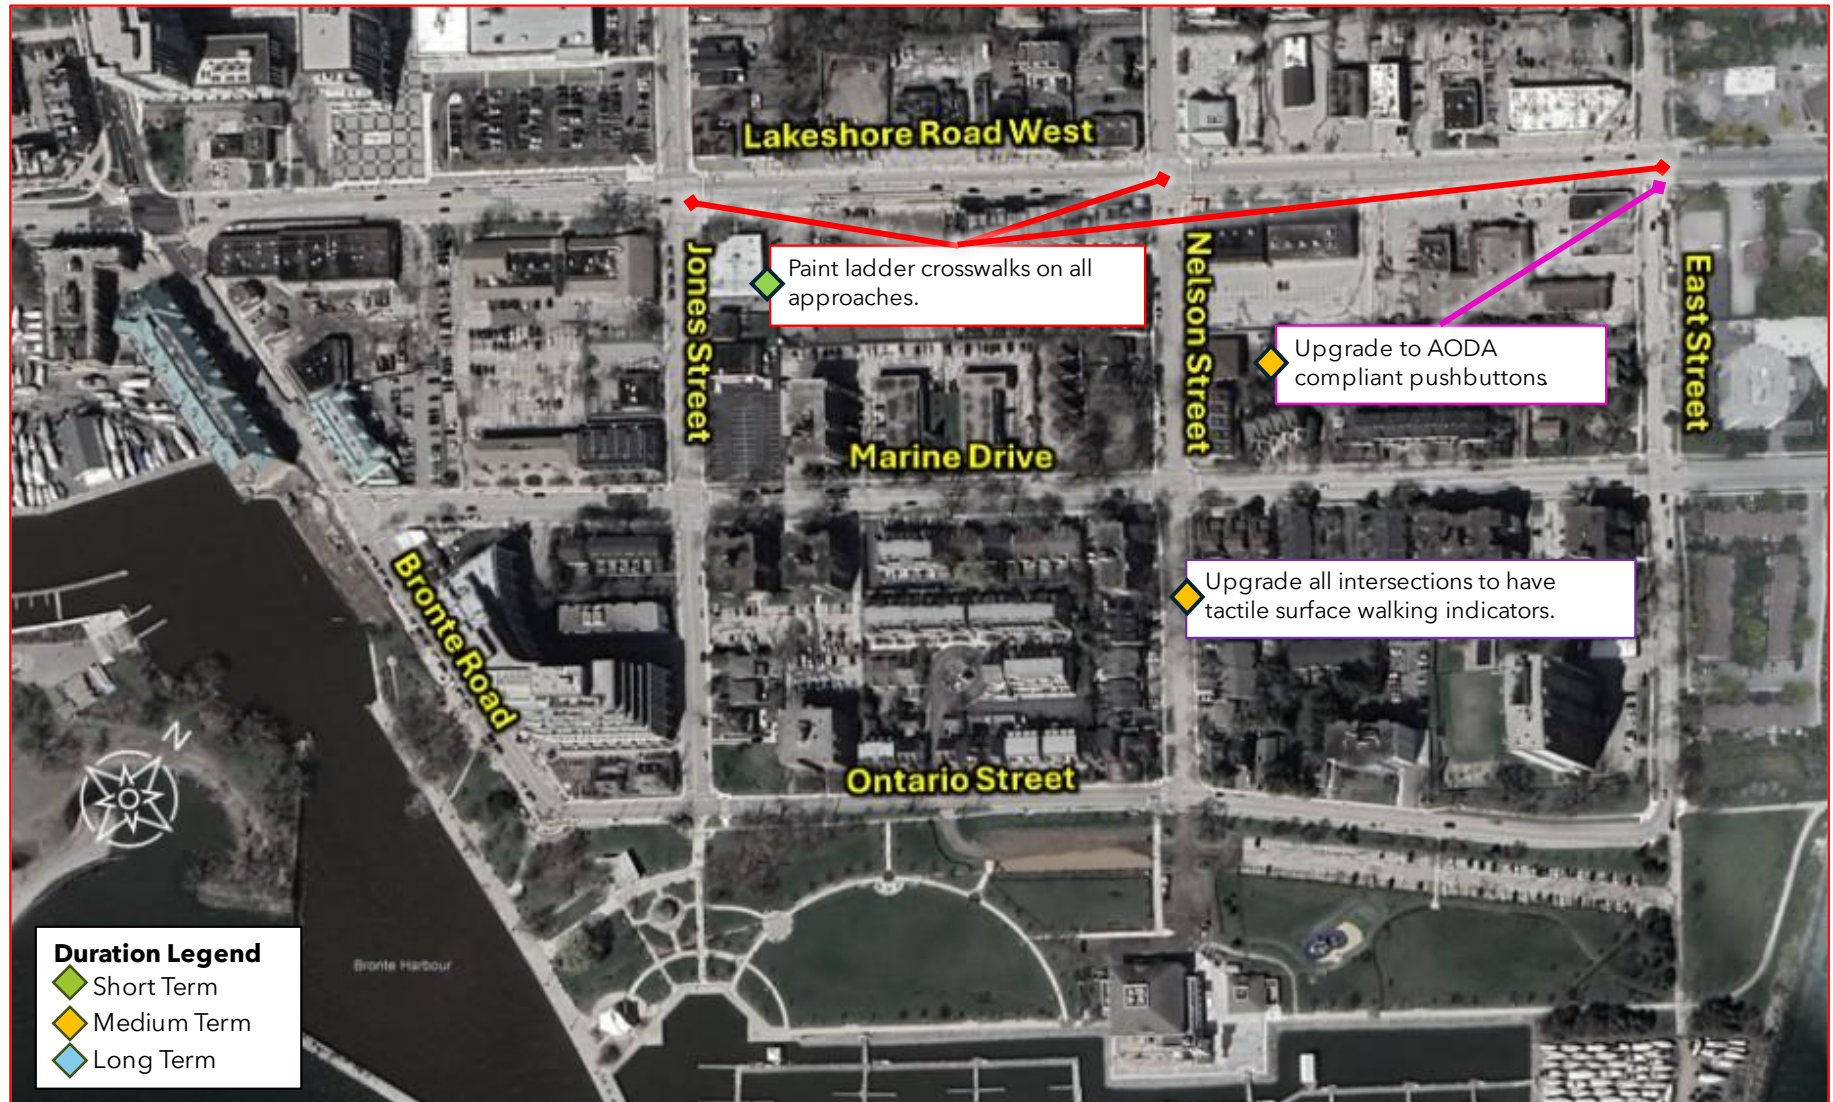 Lakeshore Road West
Jones Street
Nelson Street
East Street
Paint ladder crosswalks on all
approaches.
Upgrade to AODA
compliant pushbuttons.
Marine Drive
Bronte Road
Upgrade all intersections to have
tactile surface walking indicators.
N
Ontario Street
Bronte Harbour
Duration Legend
Short Term
Medium Term
Long Term